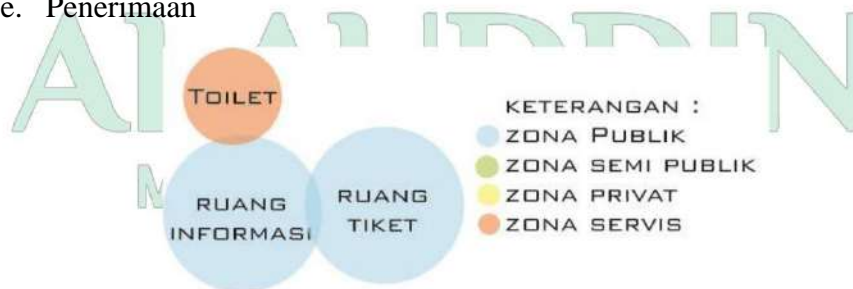 e. Penerimaan
TOILET
RUANG
INFORMASI
RUANG
TIKET
KETERANGAN :
ZONA PUBLIK
ZONA SEMI PUBLIK
ZONA PRIVAT
ZONA SERVIS